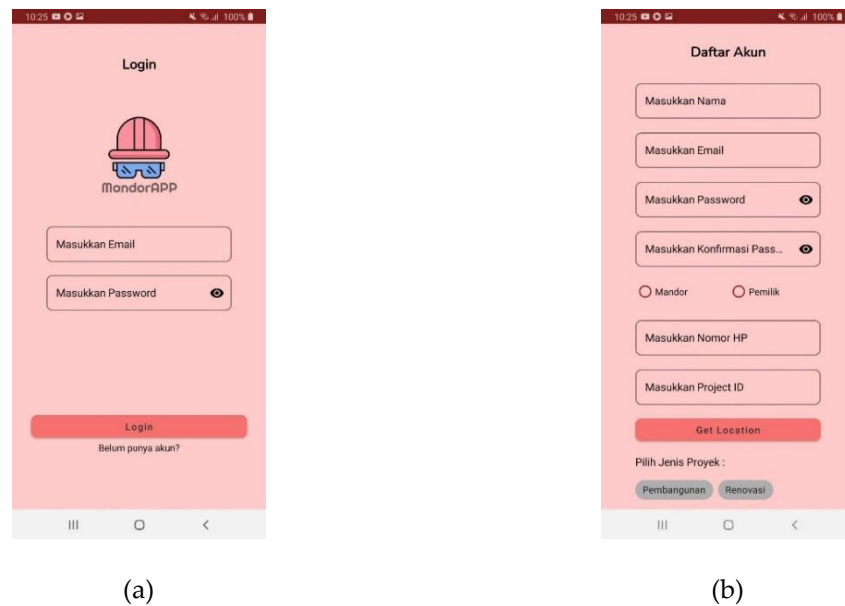 10:25 100%
Login
MandorAPP
Masukkan Email
Masukkan Password
Login
Belum punya akun?
(a)
10:25 100%
Daftar Akun
Masukkan Nama
Masukkan Email
Masukkan Password
Masukkan Konfirmasi Pass...
Mandor Pemilik
Masukkan Nomor HP
Masukkan Project ID
Get Location
Pilih Jenis Proyek :
Pembangunan Renovasi
(b)